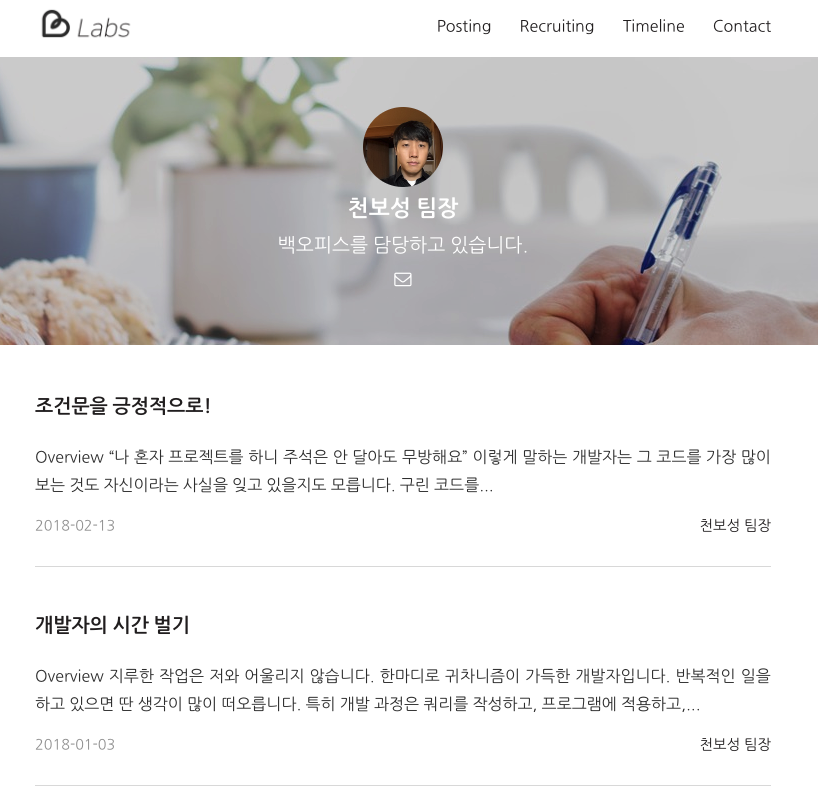 Labs
Posting Recruiting Timeline Contact
천보성 팀장
백오피스를 담당하고 있습니다.
조건문을 긍정적으로!
Overview “나 혼자 프로젝트를 하니 주석은 안 달아도 무방해요” 이렇게 말하는 개발자는 그 코드를 가장 많이
보는 것도 자신이라는 사실을 잊고 있을지도 모릅니다. 구린 코드를...
2018-02-13 천보성 팀장
개발자의 시간 벌기
Overview 지루한 작업은 저와 어울리지 않습니다. 한마디로 귀차니즘이 가득한 개발자입니다. 반복적인 일을
하고 있으면 딴 생각이 많이 떠오릅니다. 특히 개발 과정은 쿼리를 작성하고, 프로그램에 적용하고,...
2018-01-03 천보성 팀장